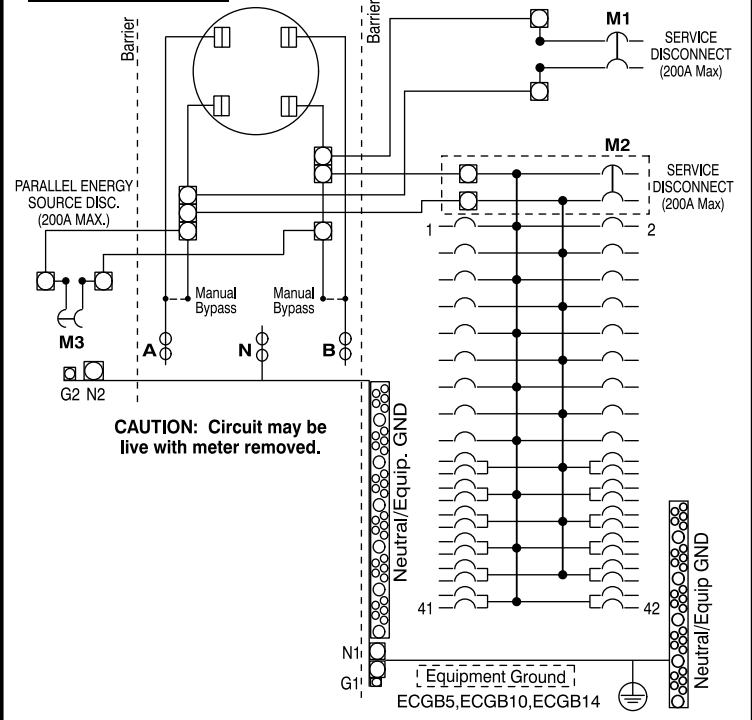 Barrier
Barrier
M1
SERVICE
DISCONNECT
(200A Max)
M2
SERVICE
DISCONNECT
(200A Max)
PARALLEL ENERGY
SOURCE DISC.
(200A MAX.)
1
2
Manual
Bypass
Manual
Bypass
M3
A
N
B
G2 N2
CAUTION: Circuit may be
live with meter removed.
Neutral/Equip. GND
41
42
Neutral/Equip GND
N1
G1
Equipment Ground
ECGB5,ECGB10,ECGB14